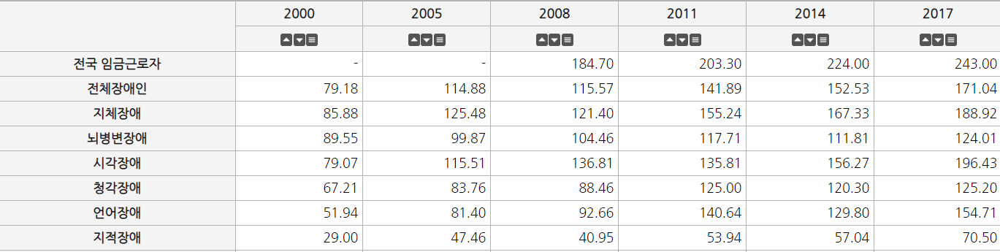 2000 2005 2008 2011 2014 2017
전국 임금근로자 - - 184.70 203.30 224.00 243.00
전체장애인 79.18 114.88 115.57 141.89 152.53 171.04
지체장애 85.88 125.48 121.40 155.24 167.33 188.92
뇌병변장애 89.55 99.87 104.46 117.71 111.81 124.01
시각장애 79.07 115.51 136.81 135.81 156.27 196.43
청각장애 67.21 83.76 88.46 125.00 120.30 125.20
언어장애 51.94 81.40 92.66 140.64 129.80 154.71
지적장애 29.00 47.46 40.95 53.94 57.04 70.50